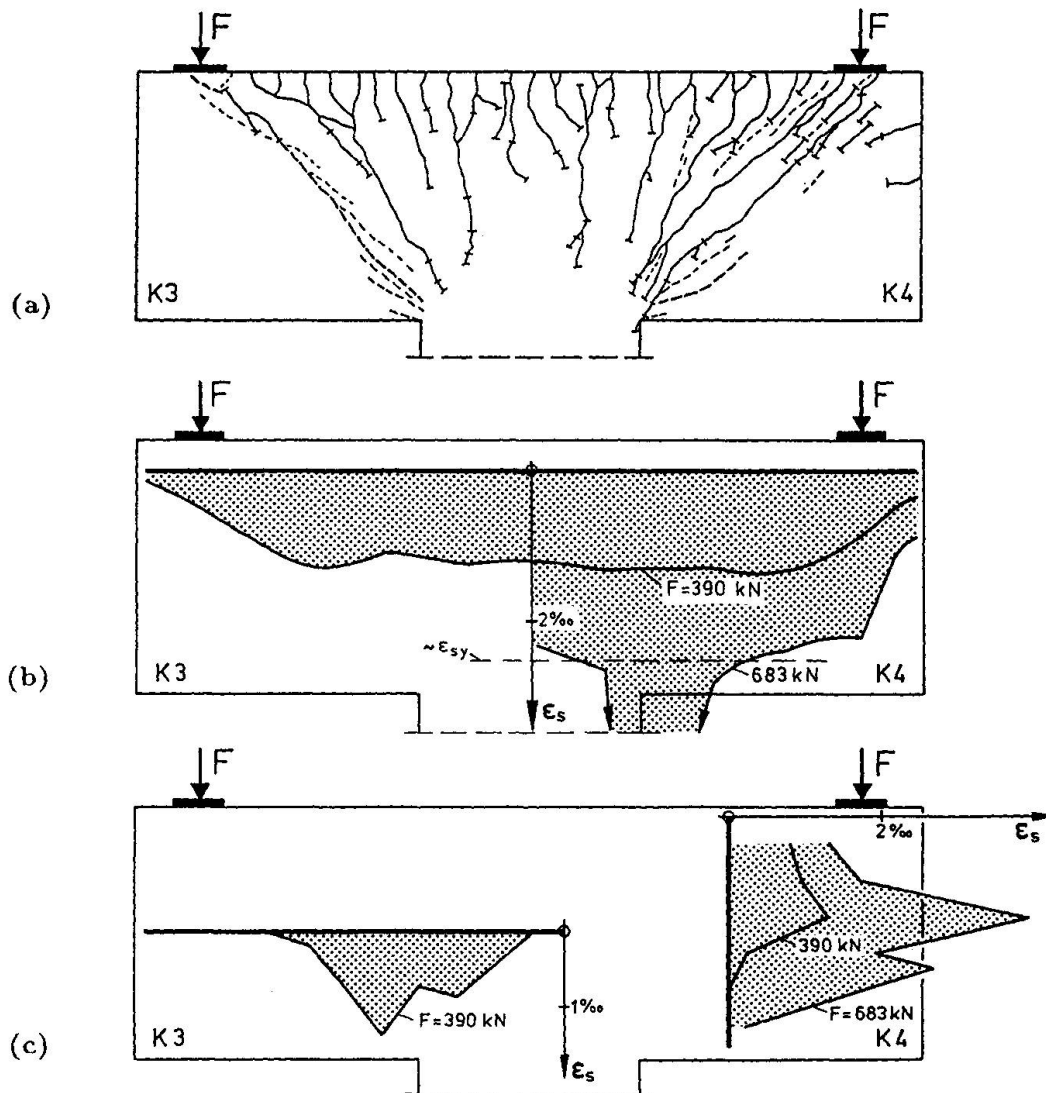 F F
K3 K4
(a)
F F
F=390 kN
2‰
~εsy
683 kN
K3 K4
(b)
εs
F F
2‰
εs
390 kN
1‰
F=390 kN
F=683 kN
K3 K4
(c)
εs